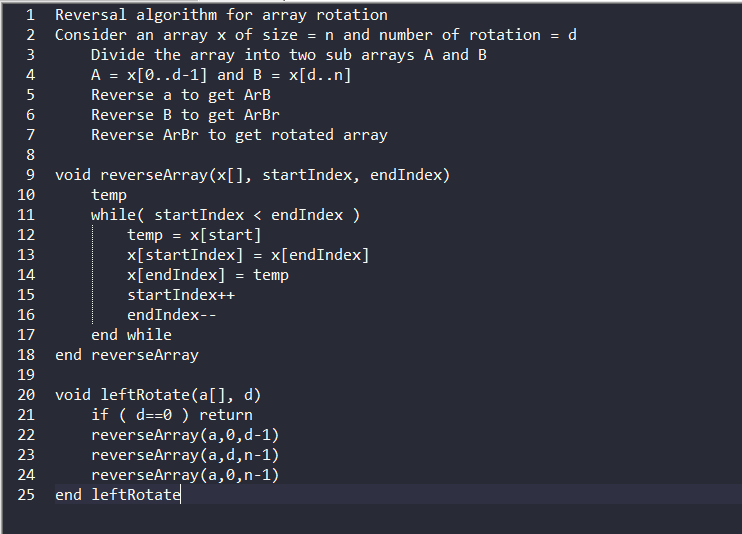 1 Reversal algorithm for array rotation
2 Consider an array x of size = n and number of rotation = d
3 Divide the array into two sub arrays A and B
4 A = x[0..d-1] and B = x[d..n]
5 Reverse a to get ArB
6 Reverse B to get ArBr
7 Reverse ArBr to get rotated array
8
9 void reverseArray(x[], startIndex, endIndex)
10 temp
11 while( startIndex < endIndex )
12 temp = x[start]
13 x[startIndex] = x[endIndex]
14 x[endIndex] = temp
15 startIndex++
16 endIndex--
17 end while
18 end reverseArray
19
20 void leftRotate(a[], d)
21 if ( d==0 ) return
22 reverseArray(a,0,d-1)
23 reverseArray(a,d,n-1)
24 reverseArray(a,0,n-1)
25 end leftRotate